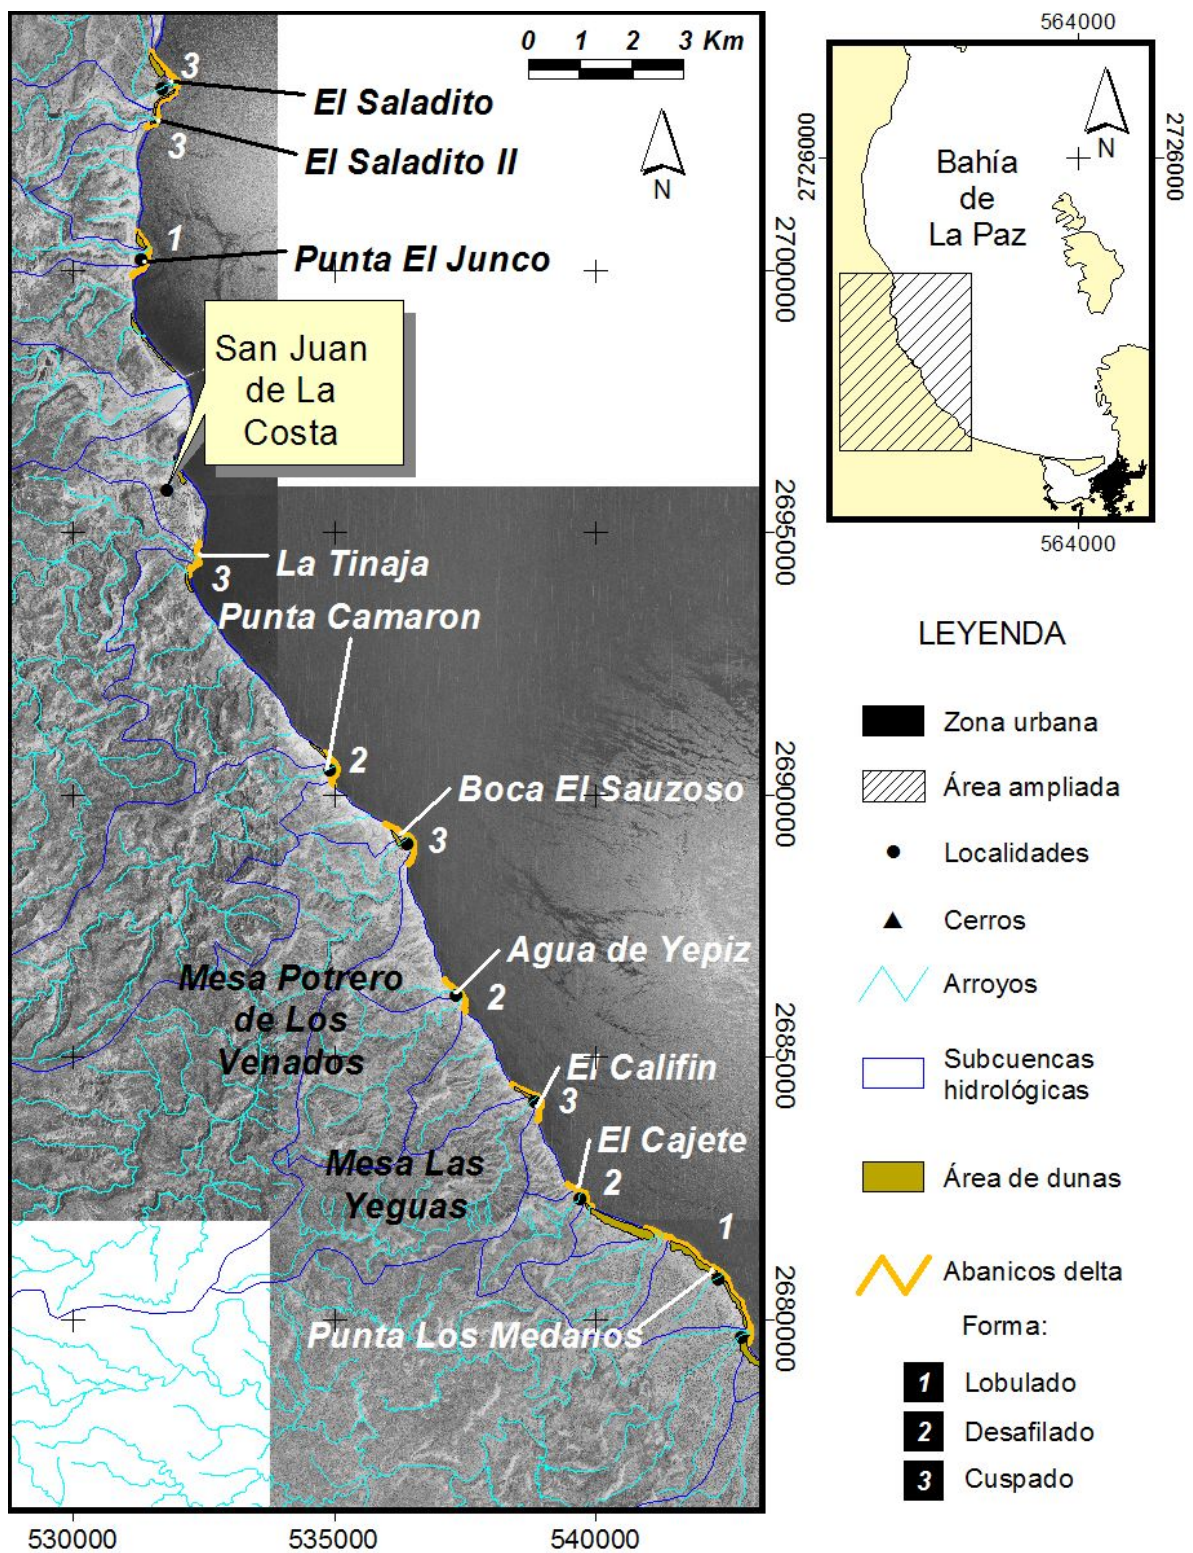 0 1 2 3 Km
N
3
El Saladito
3
El Saladito II
1
Punta El Junco
San Juan
de La
Costa
La Tinaja
3
Punta Camaron
2
Boca El Sauzoso
3
Agua de Yepiz
2
Mesa Potrero
de Los
Venados
El Califin
3
El Cajete
2
Mesa Las
Yeguas
1
Punta Los Medanos
530000 535000 540000
2700000
2695000
2690000
2685000
2680000
564000
2726000
2726000
N
Bahía
de
La Paz
564000
LEYENDA
Zona urbana
Área ampliada
Localidades
Cerros
Arroyos
Subcuencas
hidrológicas
Área de dunas
Abanicos delta
Forma:
1 Lobulado
2 Desafilado
3 Cuspado